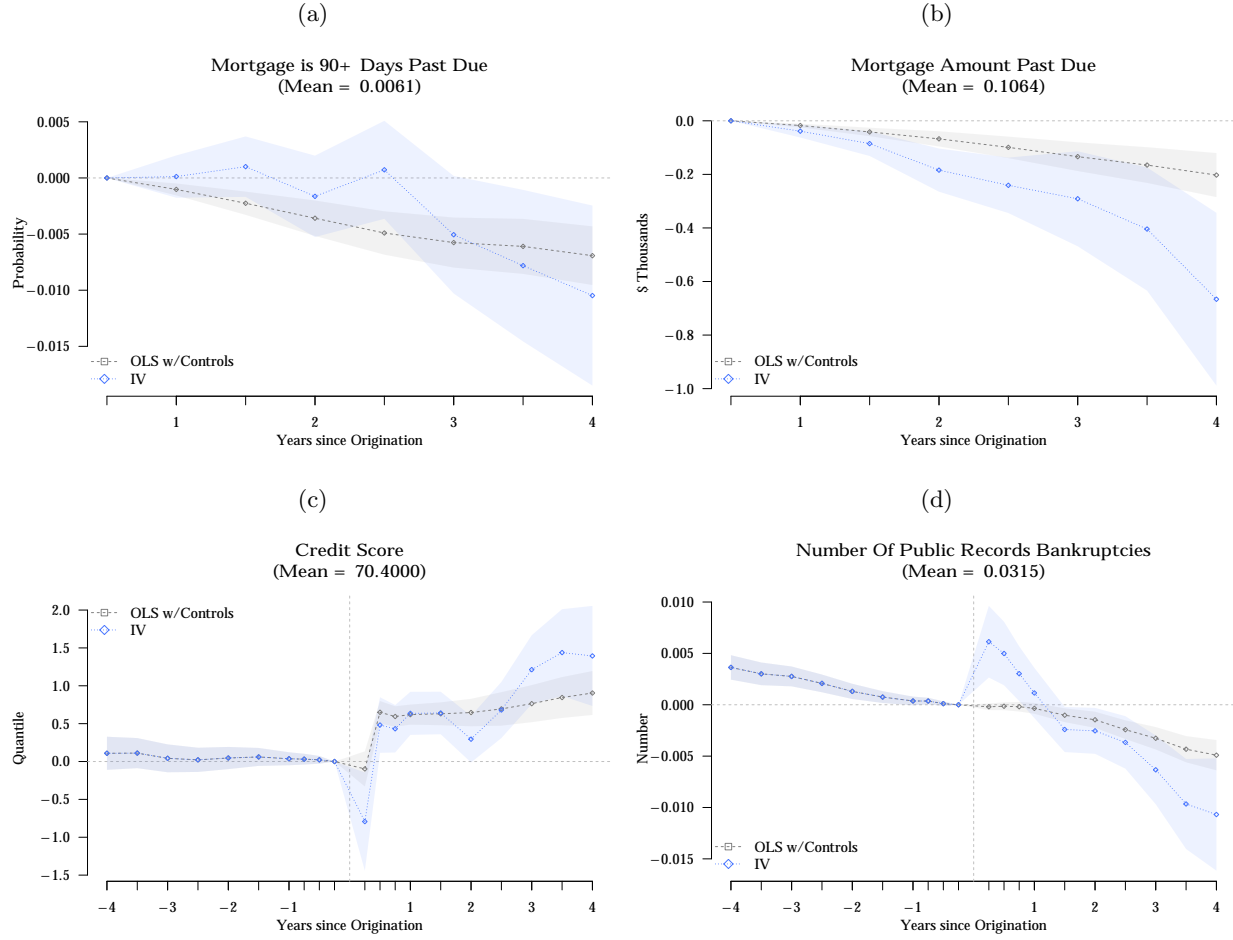 (a)
Mortgage is 90+ Days Past Due
(Mean = 0.0061)
0.005
0.000
−0.005
−0.010
−0.015
Probability
OLS w/Controls
IV
1 2 3 4
Years since Origination
(b)
Mortgage Amount Past Due
(Mean = 0.1064)
0.0
−0.2
−0.4
−0.6
−0.8
−1.0
$ Thousands
OLS w/Controls
IV
1 2 3 4
Years since Origination
(c)
Credit Score
(Mean = 70.4000)
2.0
1.5
1.0
0.5
0.0
−0.5
−1.0
−1.5
Quantile
OLS w/Controls
IV
−4 −3 −2 −1 1 2 3 4
Years since Origination
(d)
Number Of Public Records Bankruptcies
(Mean = 0.0315)
0.010
0.005
0.000
−0.005
−0.010
−0.015
Number
OLS w/Controls
IV
−4 −3 −2 −1 1 2 3 4
Years since Origination